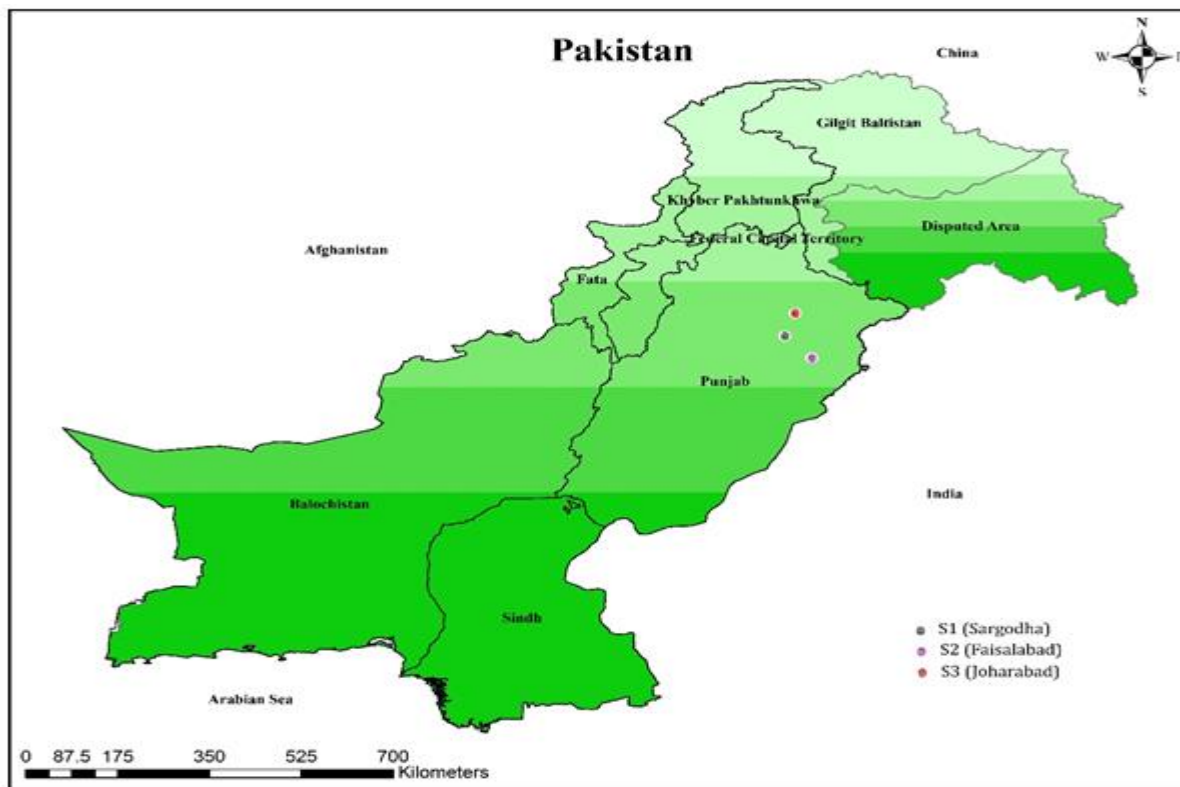 Pakistan
China
N
W
S
Gilgit Baltistan
Khyber Pakhtunkhwa
Disputed Area
Federal Capital Territory
Afghanistan
Fata
Punjab
India
Balochistan
Sindh
S1 (Sargodha)
S2 (Faisalabad)
S3 (Joharabad)
Arabian Sea
0 87.5 175 350 525 700
Kilometers